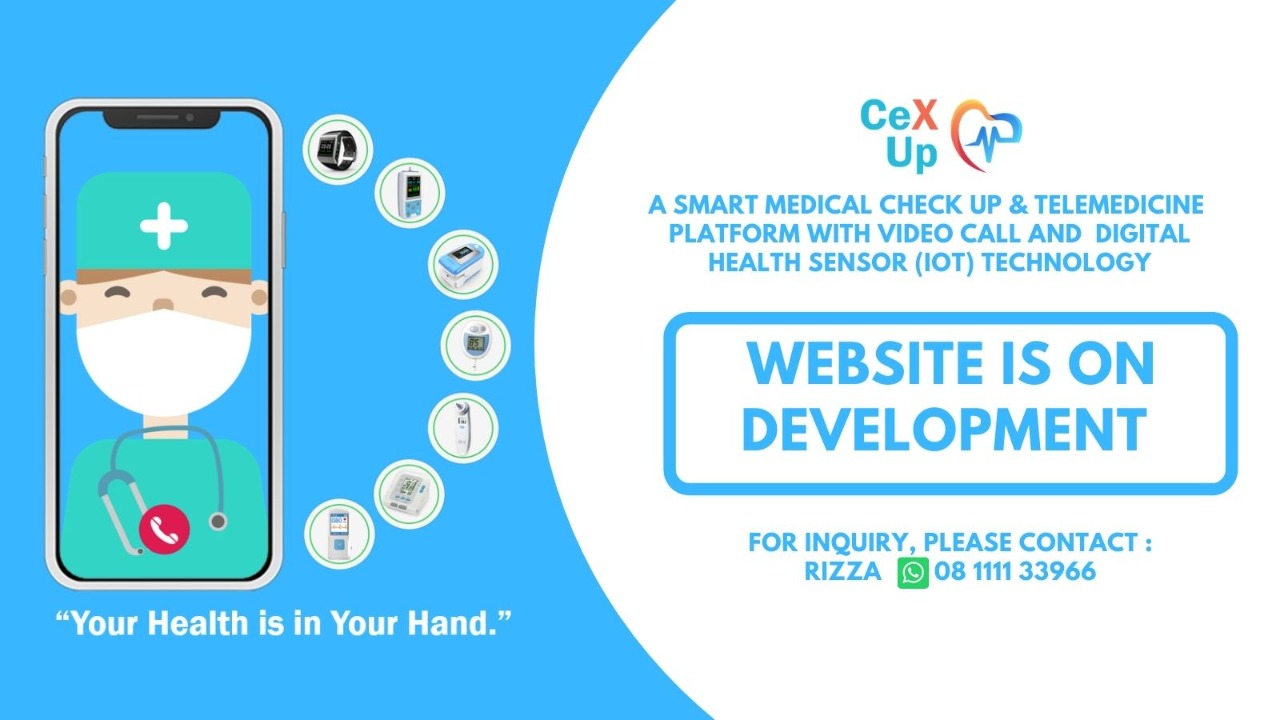 CeX
Up
A SMART MEDICAL CHECK UP & TELEMEDICINE
PLATFORM WITH VIDEO CALL AND DIGITAL
HEALTH SENSOR (IOT) TECHNOLOGY
WEBSITE IS ON
DEVELOPMENT
FOR INQUIRY, PLEASE CONTACT :
RIZZA 08 1111 33966
“Your Health is in Your Hand.”